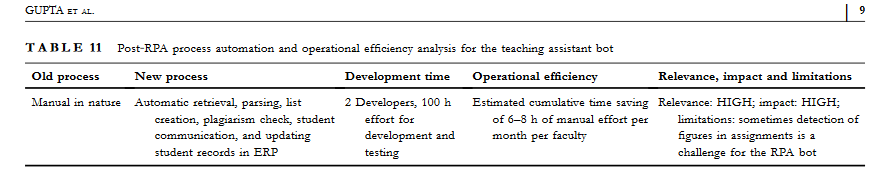 GUPTA ET AL. 9
TABLE 11 Post-RPA process automation and operational efficiency analysis for the teaching assistant bot
Old process New process Development time Operational efficiency Relevance, impact and limitations
Manual in nature Automatic retrieval, parsing, list 2 Developers, 100 h Estimated cumulative time saving Relevance: HIGH; impact: HIGH;
creation, plagiarism check, student effort for of 6–8 h of manual effort per limitations: sometimes detection of
communication, and updating development and month per faculty figures in assignments is a
student records in ERP testing challenge for the RPA bot